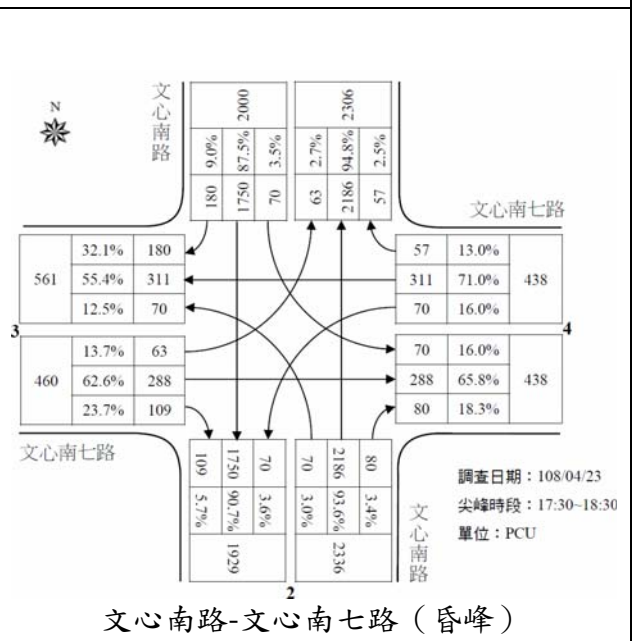 N
文心南路
2000
9.0% 87.5% 3.5%
180 1750 70
2306
2.7% 94.8% 2.5%
63 2186 57
文心南七路
561
32.1% 180
55.4% 311
12.5% 70
3
57 13.0%
311 71.0%
70 16.0%
438
4
460
13.7% 63
62.6% 288
23.7% 109
70 16.0%
288 65.8%
80 18.3%
438
文心南七路
109 1750 70
5.7% 90.7% 3.6%
1929
70 2186 80
3.0% 93.6% 3.4%
2336
2
文心南路
調查日期：108/04/23
尖峰時段：17:30~18:30
單位：PCU
文心南路-文心南七路（昏峰）